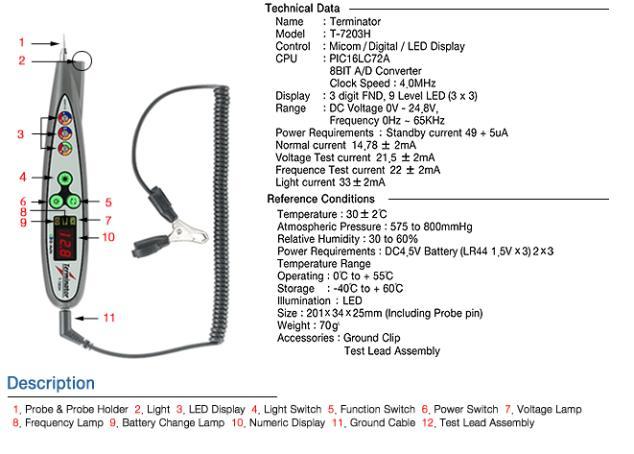 Technical Data
Name : Terminator
Model : T-7203H
Control : Micom / Digital / LED Display
CPU : PIC16LC72A
8BIT A/D Converter
Clock Speed : 4,0MHz
Display : 3 digit FND, 9 Level LED (3 x 3)
Range : DC Voltage 0V - 24,8V,
Frequency 0Hz ~ 65KHz
Power Requirements : Standby current 49 + 5uA
Normal current 14,78 ± 2mA
Voltage Test current 21,5 ± 2mA
Frequence Test current 22 ± 2mA
Light current 33 ± 2mA
Reference Conditions
Temperature : 30 ± 2℃
Atmospheric Pressure : 575 to 800mmHg
Relative Humidity : 30 to 60%
Power Requirements : DC4,5V Battery (LR44 1,5V×3) 2×3
Temperature Range
Operating : 0℃ to + 55℃
Storage : -40℃ to + 60℃
Illumination : LED
Size : 201×34×25mm (Including Probe pin)
Weight : 70g
Accessories : Ground Clip
Test Lead Assembly
1
2
3
4
6
5
8
9
7
10
128
Terminator
11
Description
1, Probe & Probe Holder 2, Light 3, LED Display 4, Light Switch 5, Function Switch 6, Power Switch 7, Voltage Lamp
8, Frequency Lamp 9, Battery Change Lamp 10, Numeric Display 11, Ground Cable 12, Test Lead Assembly